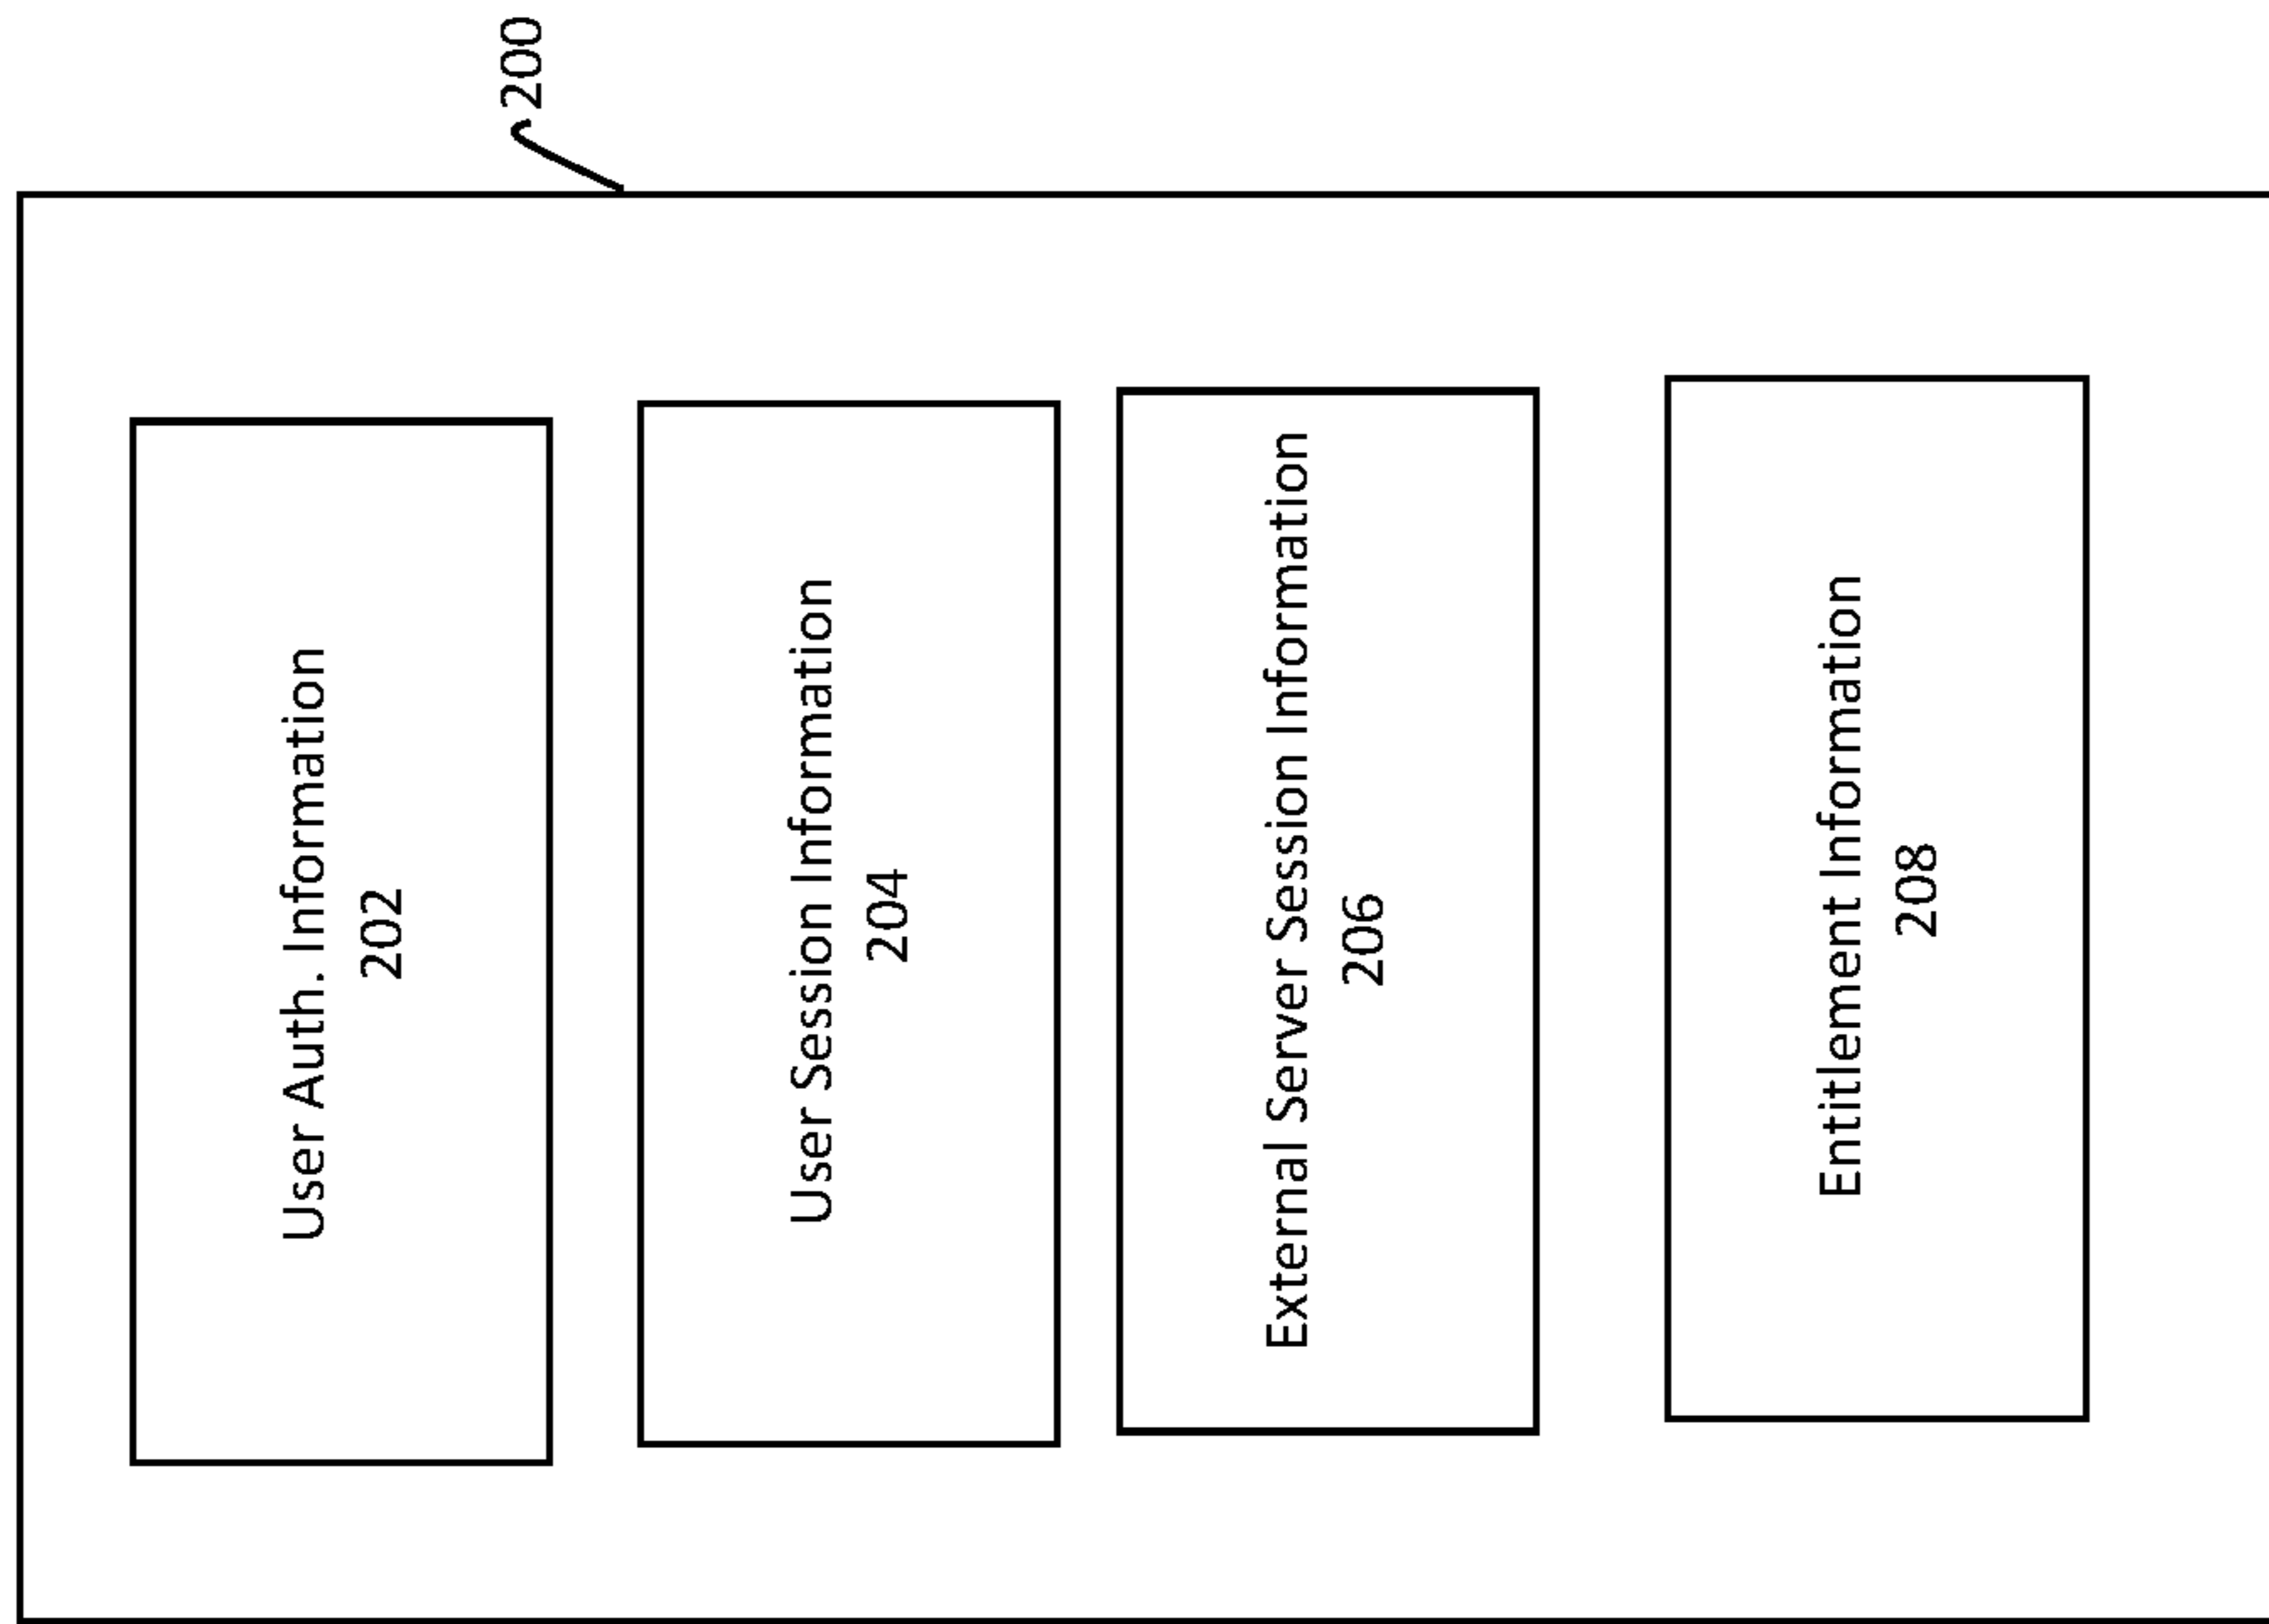 200
User Auth. Information
202
User Session Information
204
External Server Session Information
206
Entitlement Information
208